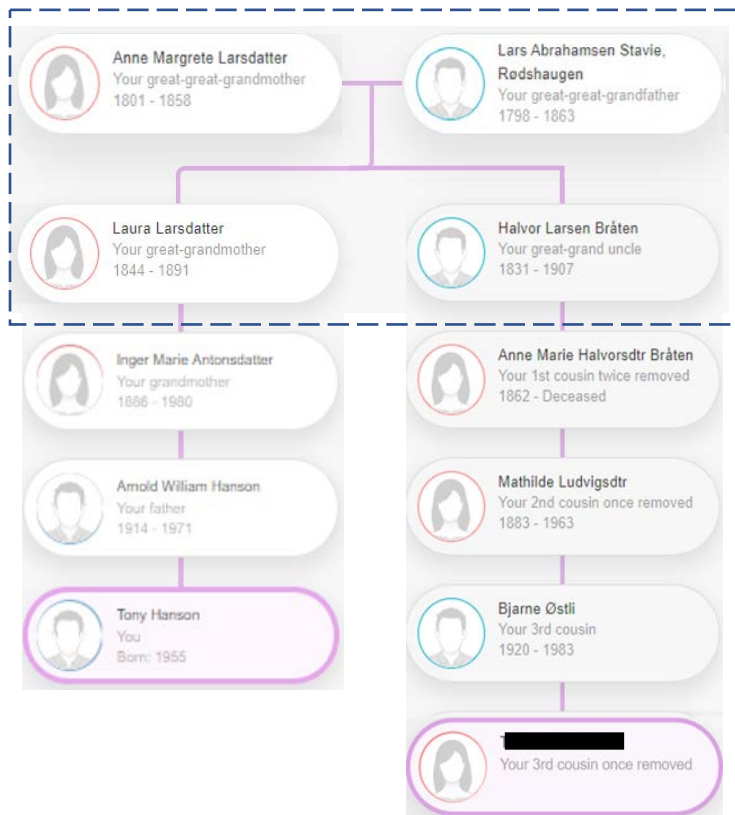 Anne Margrete Larsdatter
Your great-great-grandmother
1801 - 1858
Lars Abrahamsen Stavie,
Rødshaugen
Your great-great-grandfather
1798 - 1863
Laura Larsdatter
Your great-grandmother
1844 - 1891
Halvor Larsen Bråten
Your great-grand uncle
1831 - 1907
Inger Marie Antonsdatter
Your grandmother
1886 - 1980
Anne Marie Halvorsdtr Bråten
Your 1st cousin twice removed
1862 - Deceased
Arnold William Hanson
Your father
1914 - 1971
Mathilde Ludvigsdtr
Your 2nd cousin once removed
1883 - 1963
Tony Hanson
You
Born: 1955
Bjarne Østli
Your 3rd cousin
1920 - 1983
Your 3rd cousin once removed